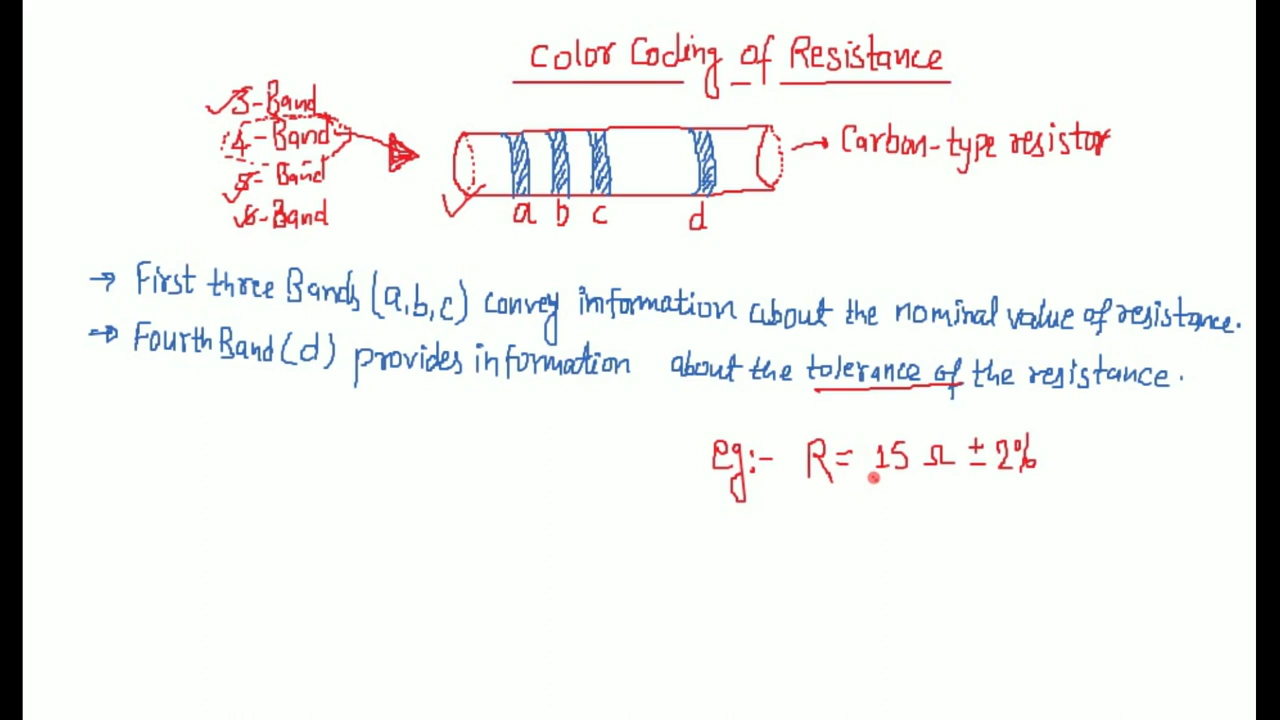 Color Coding of Resistance
3-Band
4-Band
5-Band
6-Band
→ Carbon-type resistor
a b c d
→ First three Bands (a,b,c) convey information about the nominal value of resistance.
→ Fourth Band (d) provides information about the tolerance of the resistance.
eg:- R = 15 Ω ± 2%